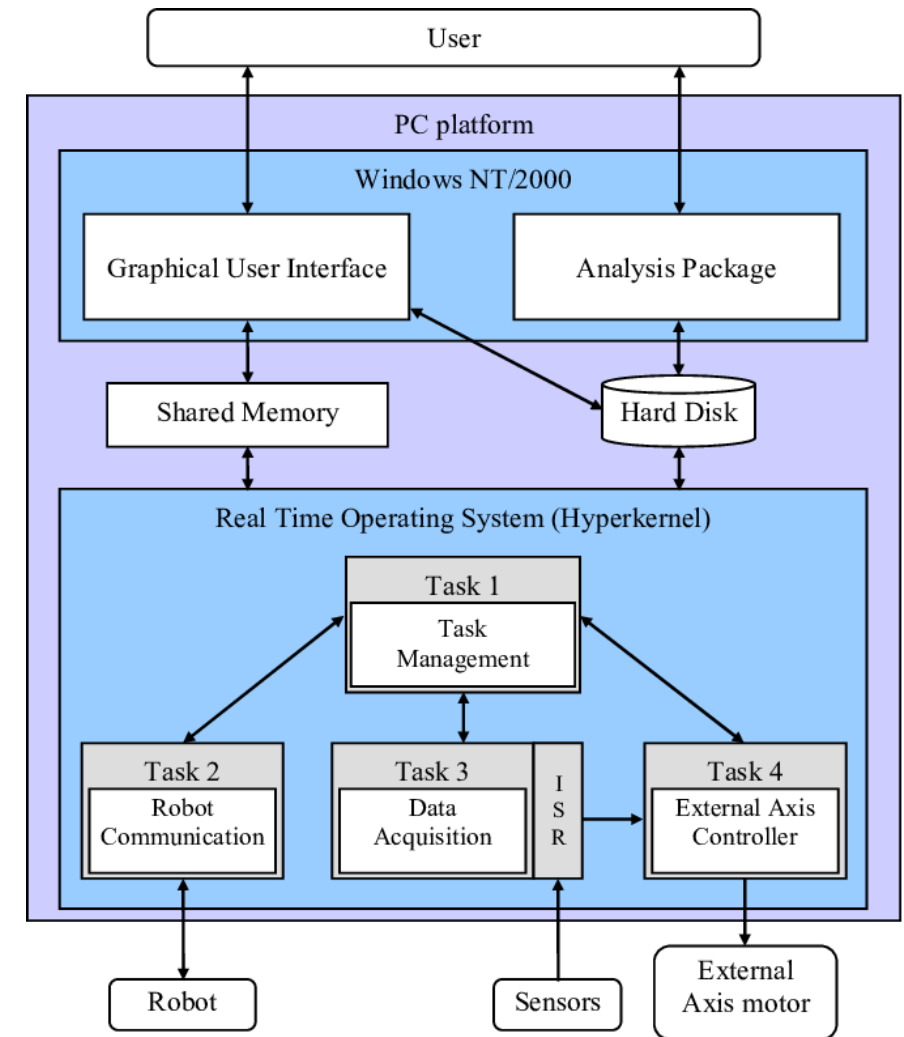 User
PC platform
Windows NT/2000
Graphical User Interface
Analysis Package
Shared Memory
Hard Disk
Real Time Operating System (Hyperkernel)
Task 1
Task
Management
Task 2
Robot
Communication
Task 3
Data
Acquisition
I
S
R
Task 4
External Axis
Controller
Robot
Sensors
External
Axis motor